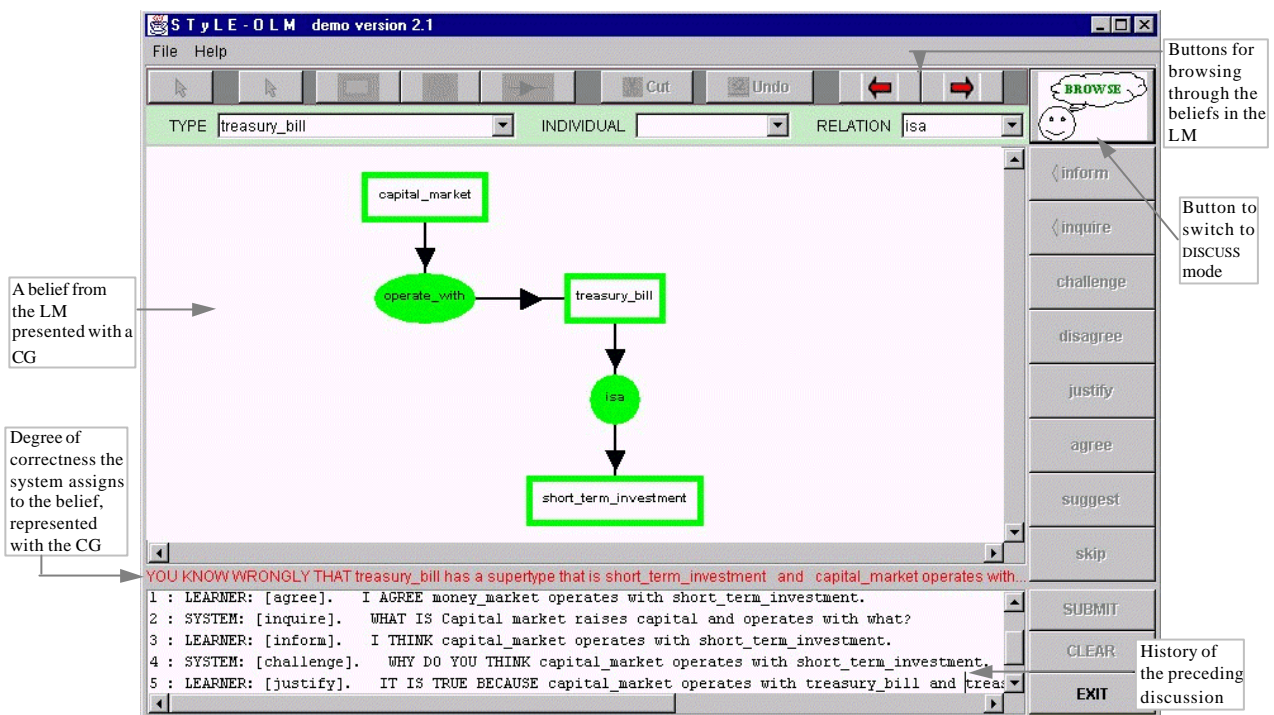 S T y L E - O L M demo version 2.1
File Help
Cut
Undo
BROWSE
TYPE treasury_bill
INDIVIDUAL
RELATION isa
capital_market
operate_with
treasury_bill
isa
short_term_investment
inform
inquire
challenge
disagree
justify
agree
suggest
skip
SUBMIT
CLEAR
EXIT
YOU KNOW WRONGLY THAT treasury_bill has a supertype that is short_term_investment and capital_market operates with...
1 : LEARNER: [agree]. I AGREE money_market operates with short_term_investment.
2 : SYSTEM: [inquire]. WHAT IS Capital market raises capital and operates with what?
3 : LEARNER: [inform]. I THINK capital_market operates with short_term_investment.
4 : SYSTEM: [challenge]. WHY DO YOU THINK capital_market operates with short_term_investment.
5 : LEARNER: [justify]. IT IS TRUE BECAUSE capital_market operates with treasury_bill and treas
A belief from
the LM
presented with a
CG
Degree of
correctness the
system assigns
to the belief,
represented
with the CG
Buttons for
browsing
through the
beliefs in the
LM
Button to
switch to
DISCUSS
mode
History of
the preceding
discussion